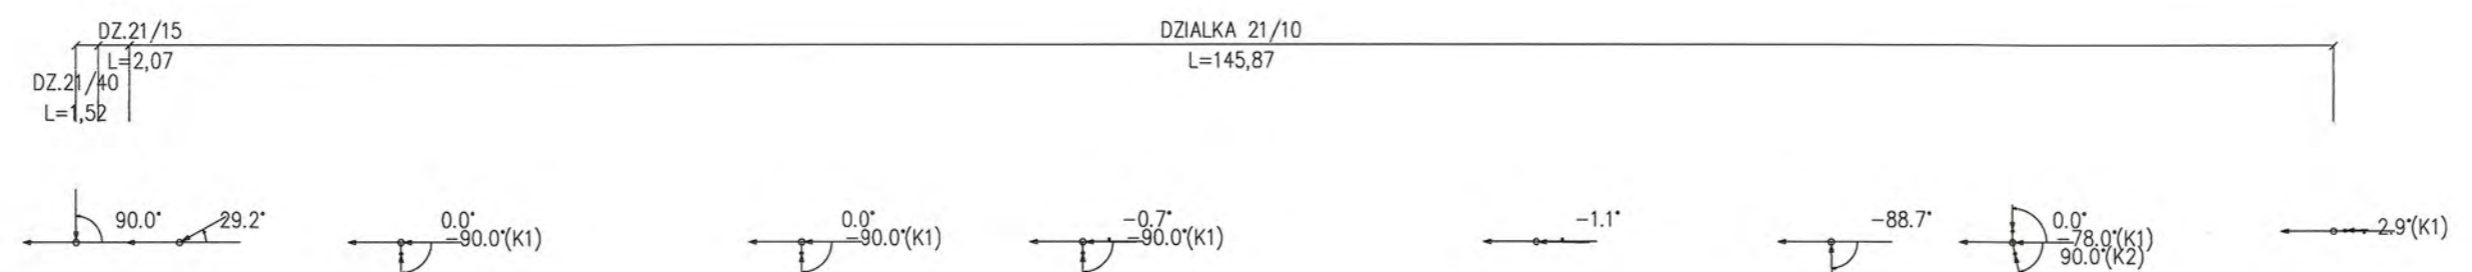 DZ.21/15
DZIALKA 21/10
L=2,07
L=145,87
DZ.21/40
L=1,52
90.0°
29.2°
0.0°
-90.0°(K1)
0.0°
-90.0°(K1)
-0.7°
-90.0°(K1)
-1.1°
-88.7°
0.0°
-78.0°(K1)
90.0°(K2)
2.9°(K1)